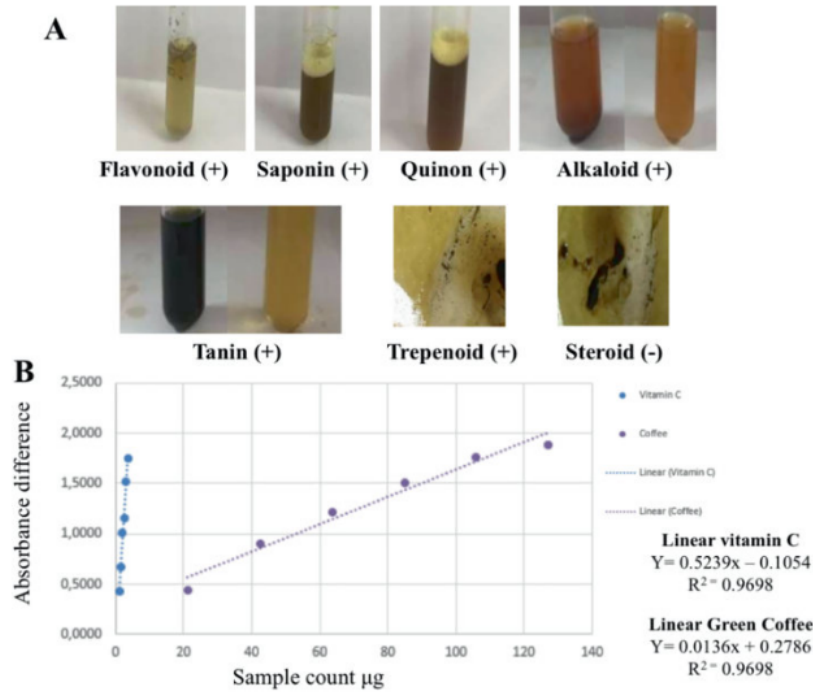 A
Flavonoid (+) Saponin (+) Quinon (+) Alkaloid (+)
Tanin (+) Trepenoid (+) Steroid (-)
B
2,5000
2,0000
1,5000
1,0000
0,5000
0,0000
0 20 40 60 80 100 120 140
Absorbance difference
Sample count µg
Vitamin C
Coffee
Linear (Vitamin C)
Linear (Coffee)
Linear vitamin C
Y= 0.5239x – 0.1054
R² = 0.9698
Linear Green Coffee
Y= 0.0136x + 0.2786
R² = 0.9698